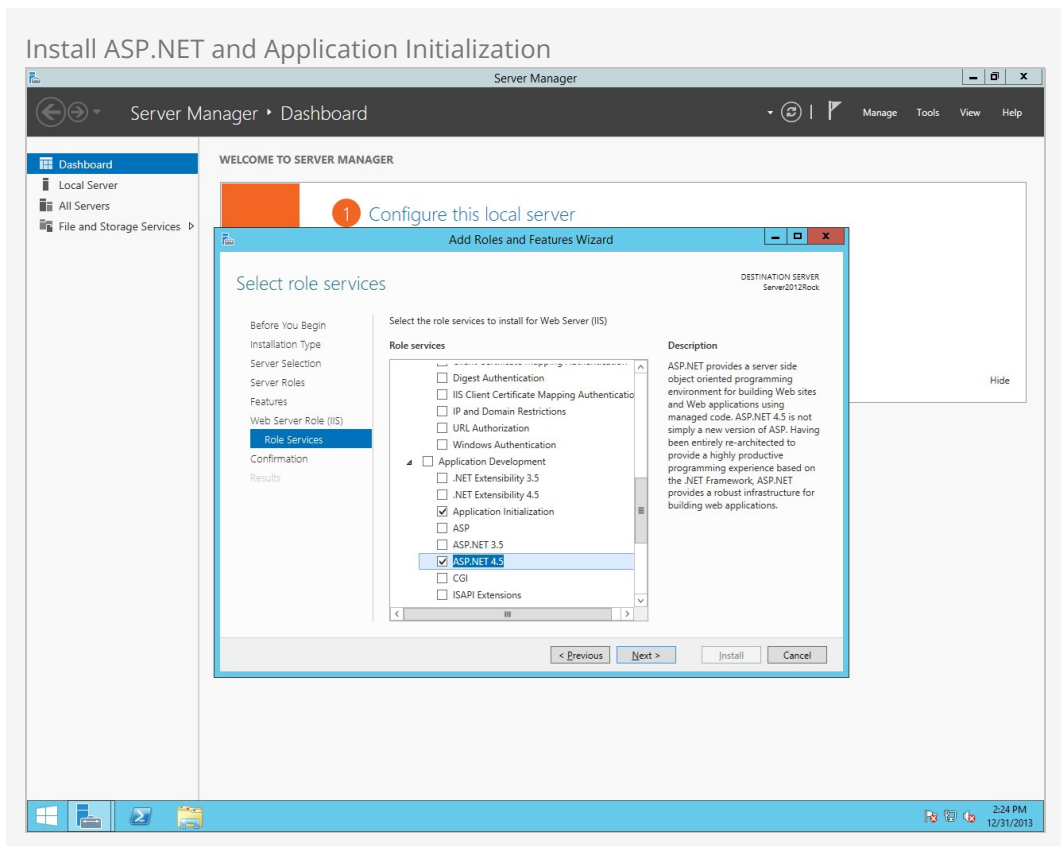 Install ASP.NET and Application Initialization
Server Manager
Server Manager • Dashboard
Manage Tools View Help
Dashboard
Local Server
All Servers
File and Storage Services
WELCOME TO SERVER MANAGER
1 Configure this local server
Hide
Add Roles and Features Wizard
Select role services
DESTINATION SERVER
Server2012Rock
Before You Begin
Installation Type
Server Selection
Server Roles
Features
Web Server Role (IIS)
Role Services
Confirmation
Results
Select the role services to install for Web Server (IIS)
Role services
Digest Authentication
IIS Client Certificate Mapping Authenticatio
IP and Domain Restrictions
URL Authorization
Windows Authentication
Application Development
.NET Extensibility 3.5
.NET Extensibility 4.5
Application Initialization
ASP
ASP.NET 3.5
ASP.NET 4.5
CGI
ISAPI Extensions
Description
ASP.NET provides a server side
object oriented programming
environment for building Web sites
and Web applications using
managed code. ASP.NET 4.5 is not
simply a new version of ASP. Having
been entirely re-architected to
provide a highly productive
programming experience based on
the .NET Framework, ASP.NET
provides a robust infrastructure for
building web applications.
< Previous Next > Install Cancel
2:24 PM
12/31/2013